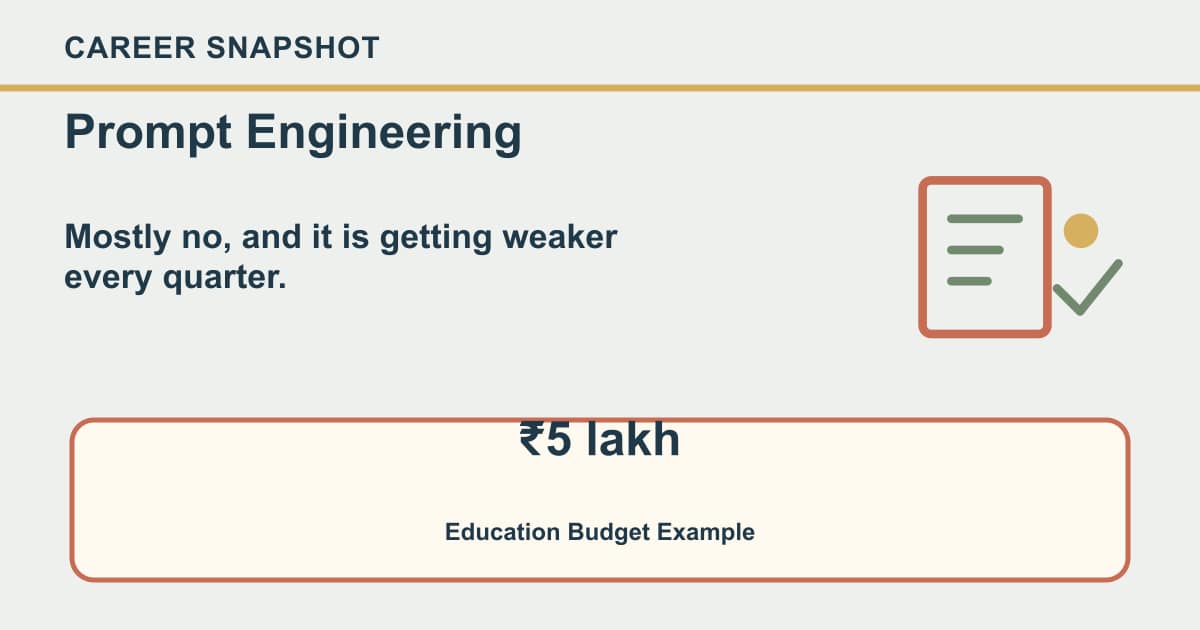 CAREER SNAPSHOT
Prompt Engineering
Mostly no, and it is getting weaker
every quarter.
₹5 lakh
Education Budget Example